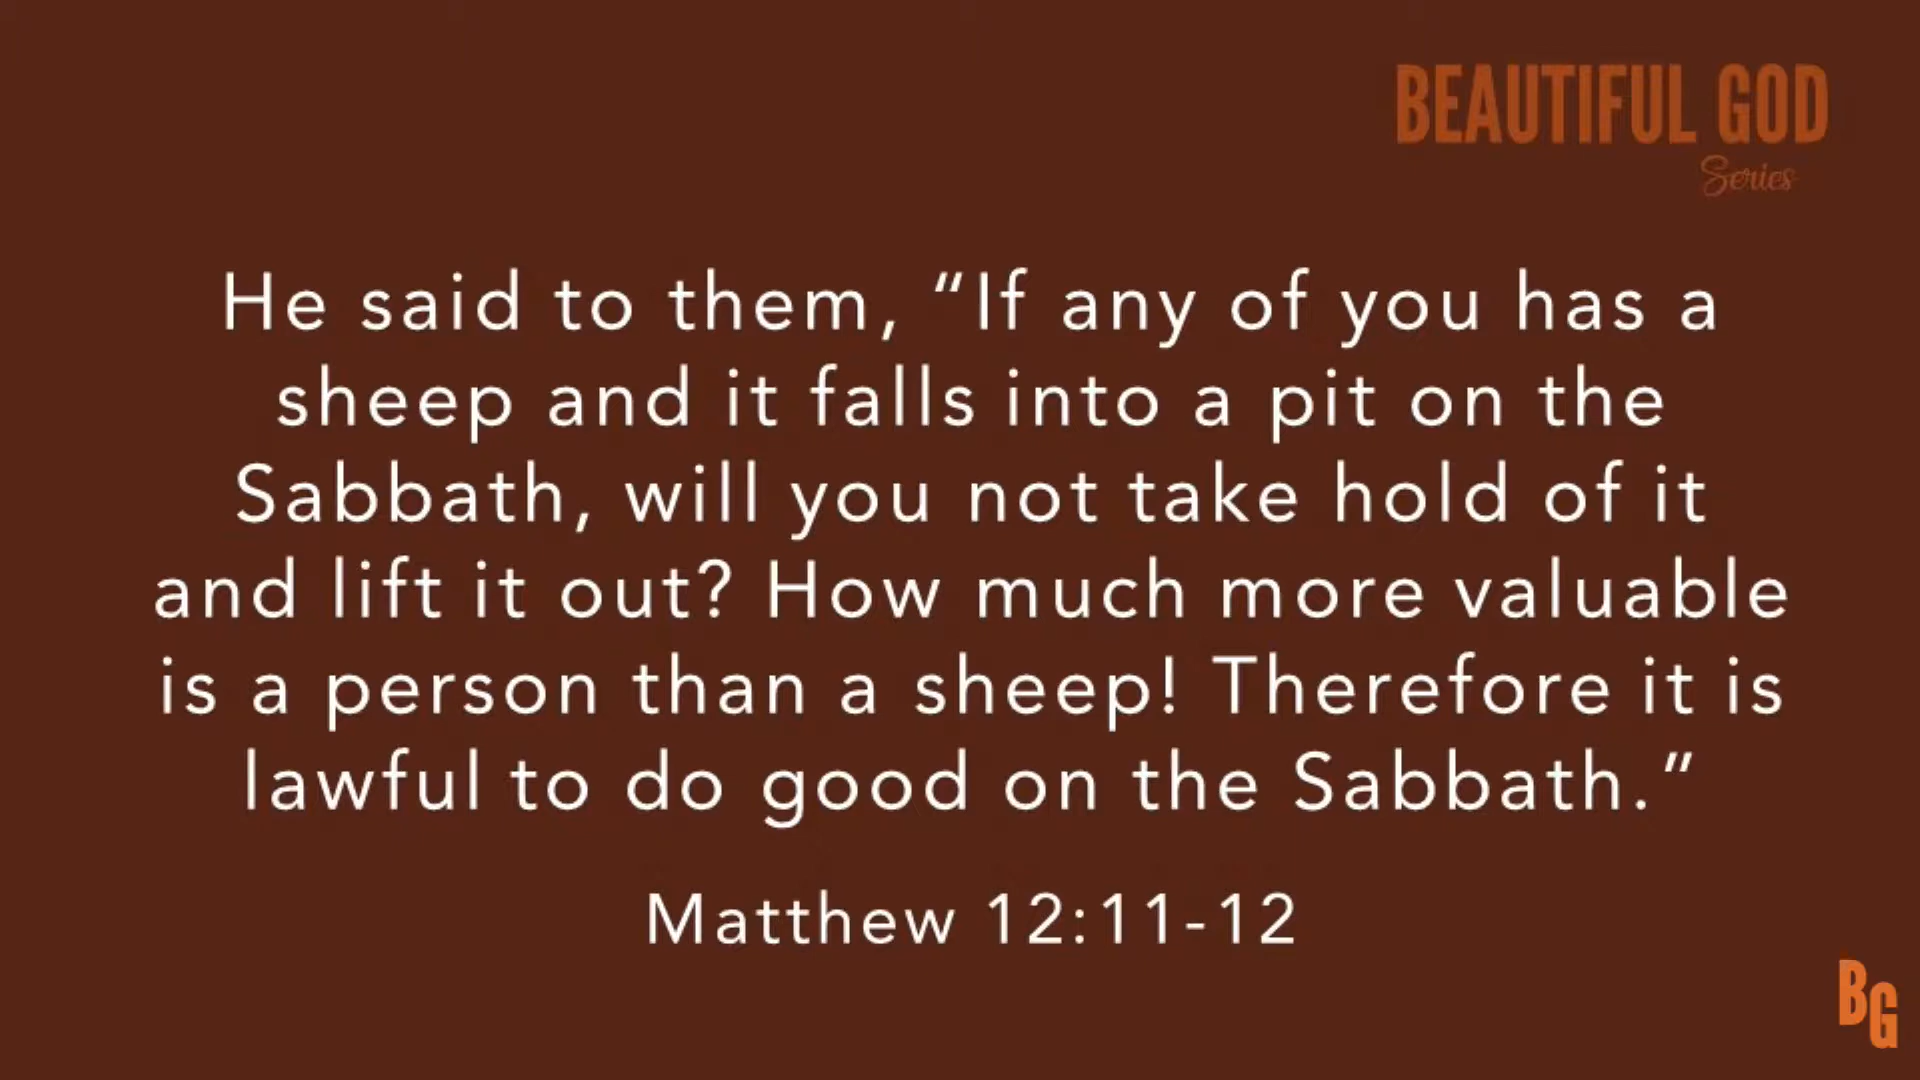 BEAUTIFUL GOD
Series
He said to them, “If any of you has a
sheep and it falls into a pit on the
Sabbath, will you not take hold of it
and lift it out? How much more valuable
is a person than a sheep! Therefore it is
lawful to do good on the Sabbath.”
Matthew 12:11-12
BG